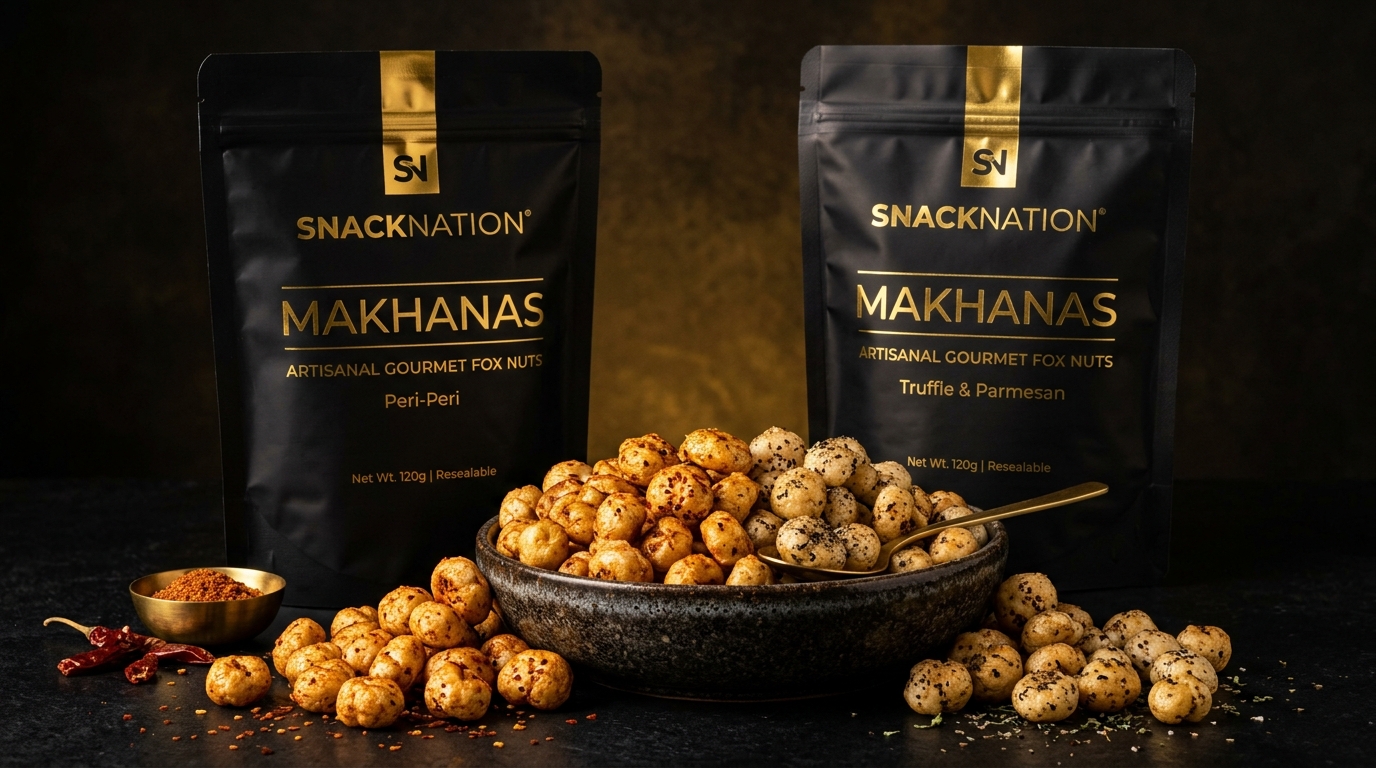 SN
SNACKNATION®
MAKHANAS
ARTISANAL GOURMET FOX NUTS
Peri-Peri
Net Wt. 120g | Resealable
SN
SNACKNATION®
MAKHANAS
ARTISANAL GOURMET FOX NUTS
Truffle & Parmesan
Net Wt. 120g | Resealable